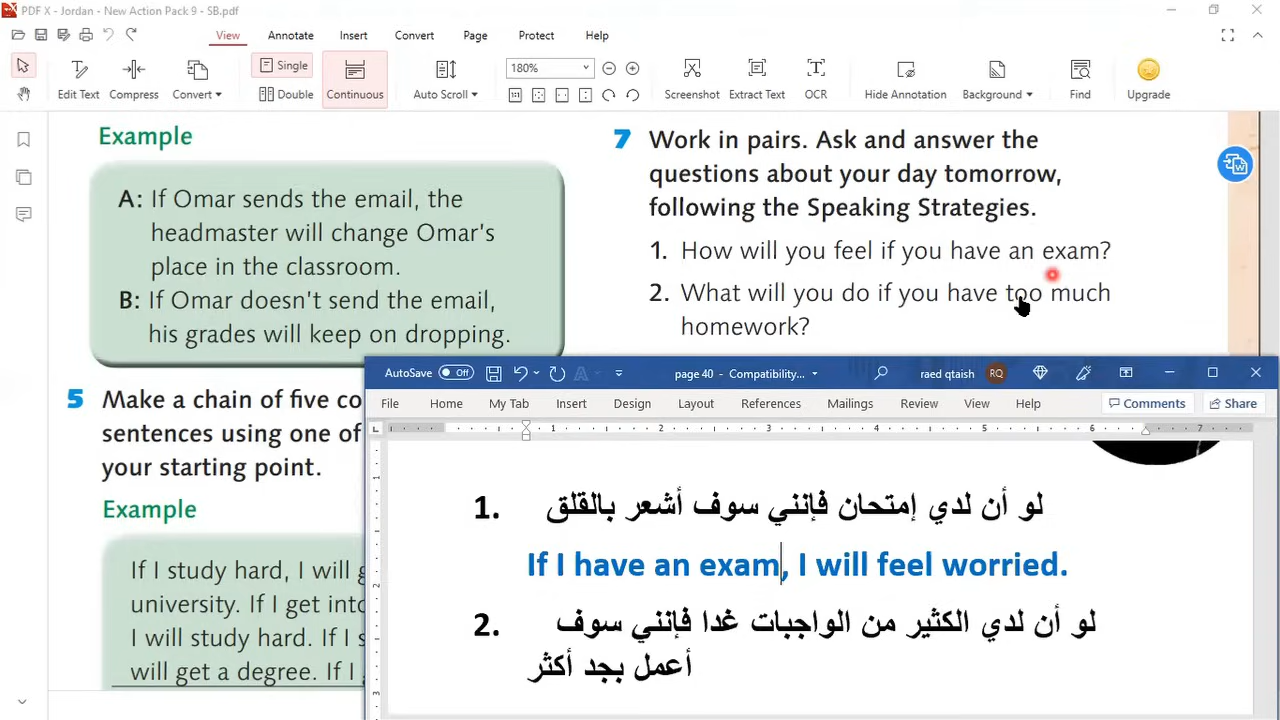 PDF X - Jordan - New Action Pack 9 - SB.pdf
View Annotate Insert Convert Page Protect Help
Edit Text Compress Convert Single Double Continuous Auto Scroll 180% Screenshot Extract Text OCR Hide Annotation Background Find Upgrade
Example
A: If Omar sends the email, the
headmaster will change Omar's
place in the classroom.
B: If Omar doesn't send the email,
his grades will keep on dropping.
5 Make a chain of five co
sentences using one of
your starting point.
Example
If I study hard, I will g
university. If I get into
I will study hard. If I s
will get a degree. If I
7 Work in pairs. Ask and answer the
questions about your day tomorrow,
following the Speaking Strategies.
1. How will you feel if you have an exam?
2. What will you do if you have too much
homework?
AutoSave Off page 40 - Compatibility... raed qtaish RQ
File Home My Tab Insert Design Layout References Mailings Review View Help Comments Share
1 2 3 4 5 6 7
1. لو أن لدي إمتحان فإنني سوف أشعر بالقلق
If I have an exam, I will feel worried.
2. لو أن لدي الكثير من الواجبات غدا فإنني سوف
أعمل بجد أكثر